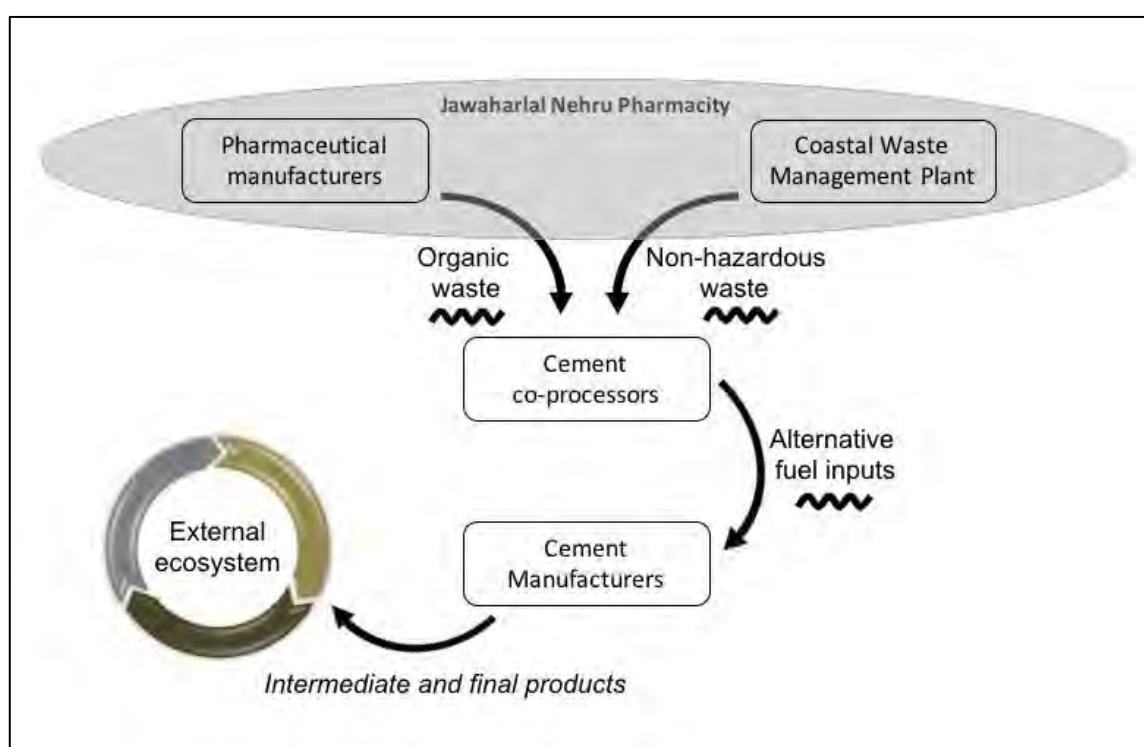 Jawaharlal Nehru Pharmacity
Pharmaceutical
manufacturers
Coastal Waste
Management Plant
Organic
waste
Non-hazardous
waste
Cement
co-processors
Alternative
fuel inputs
External
ecosystem
Cement
Manufacturers
Intermediate and final products